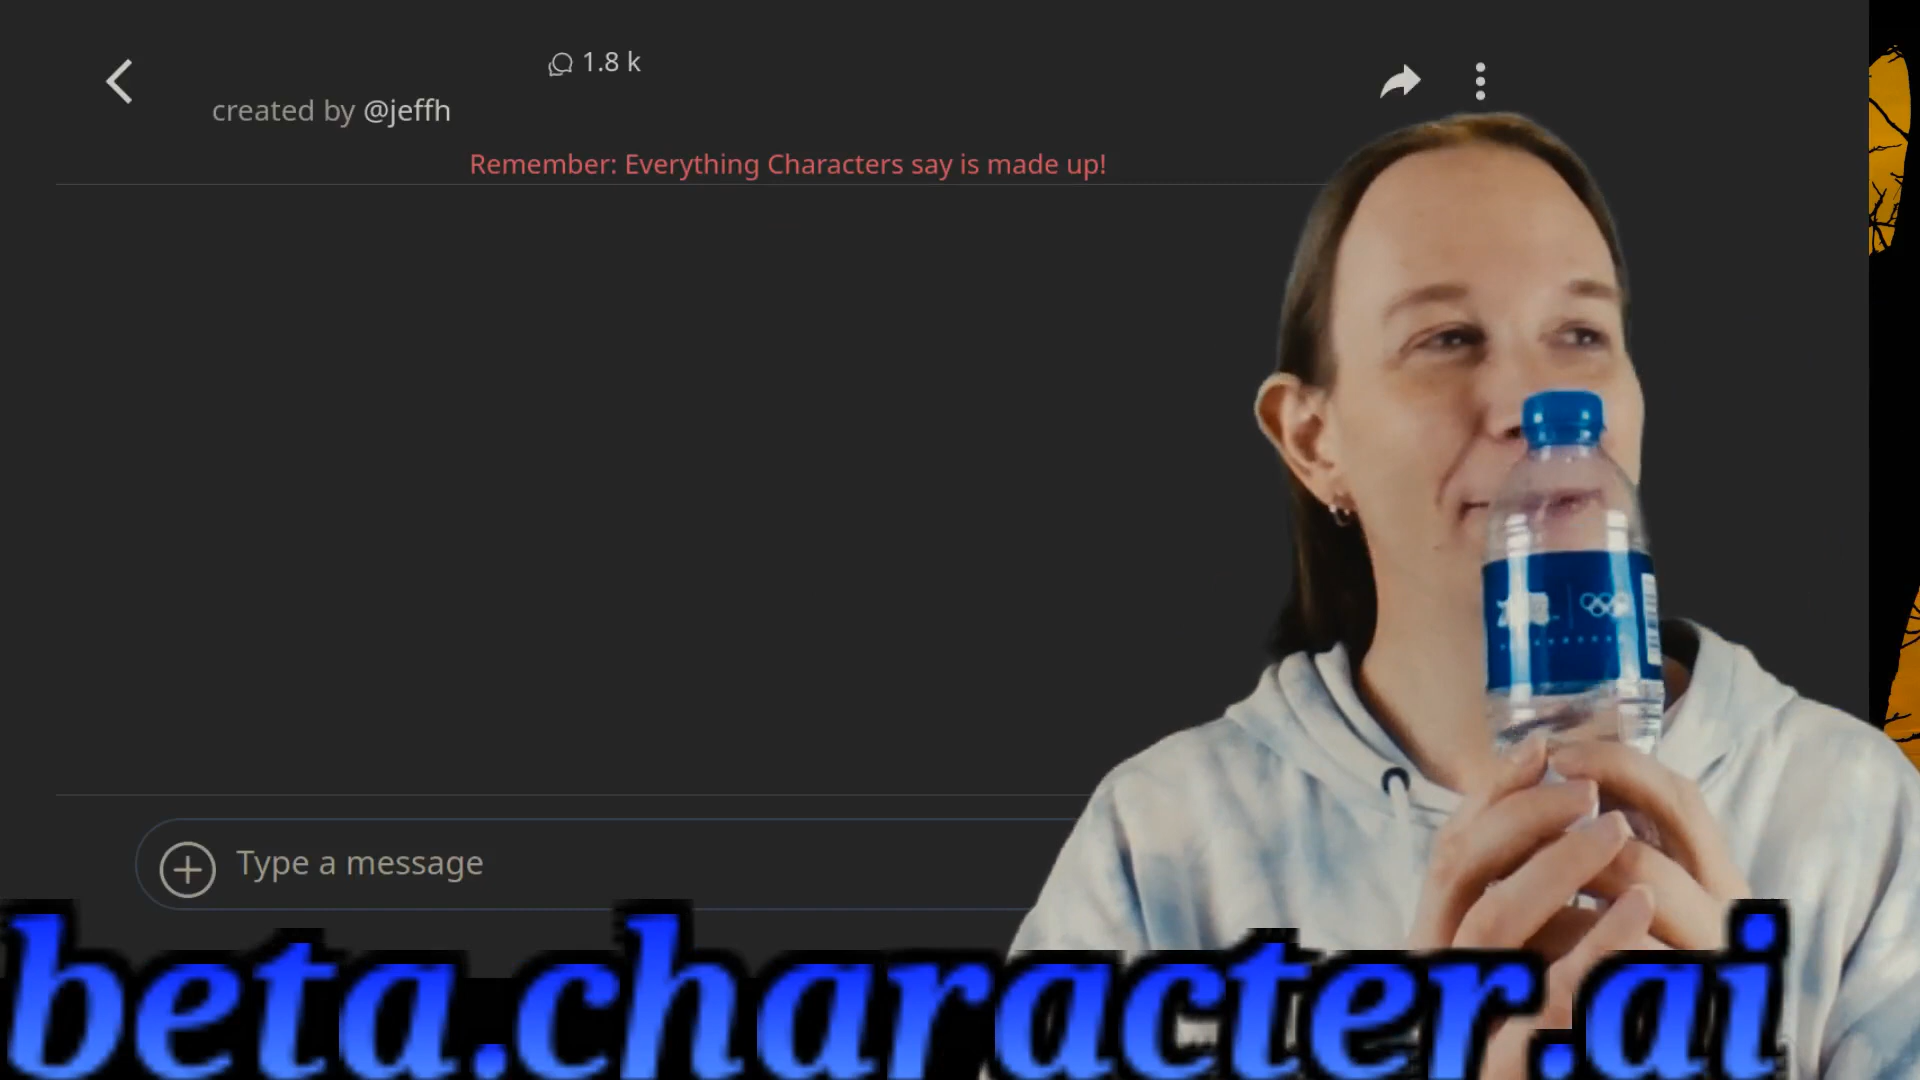 1.8 k
created by @jeffh
Remember: Everything Characters say is made up!
Type a message
beta.character.ai